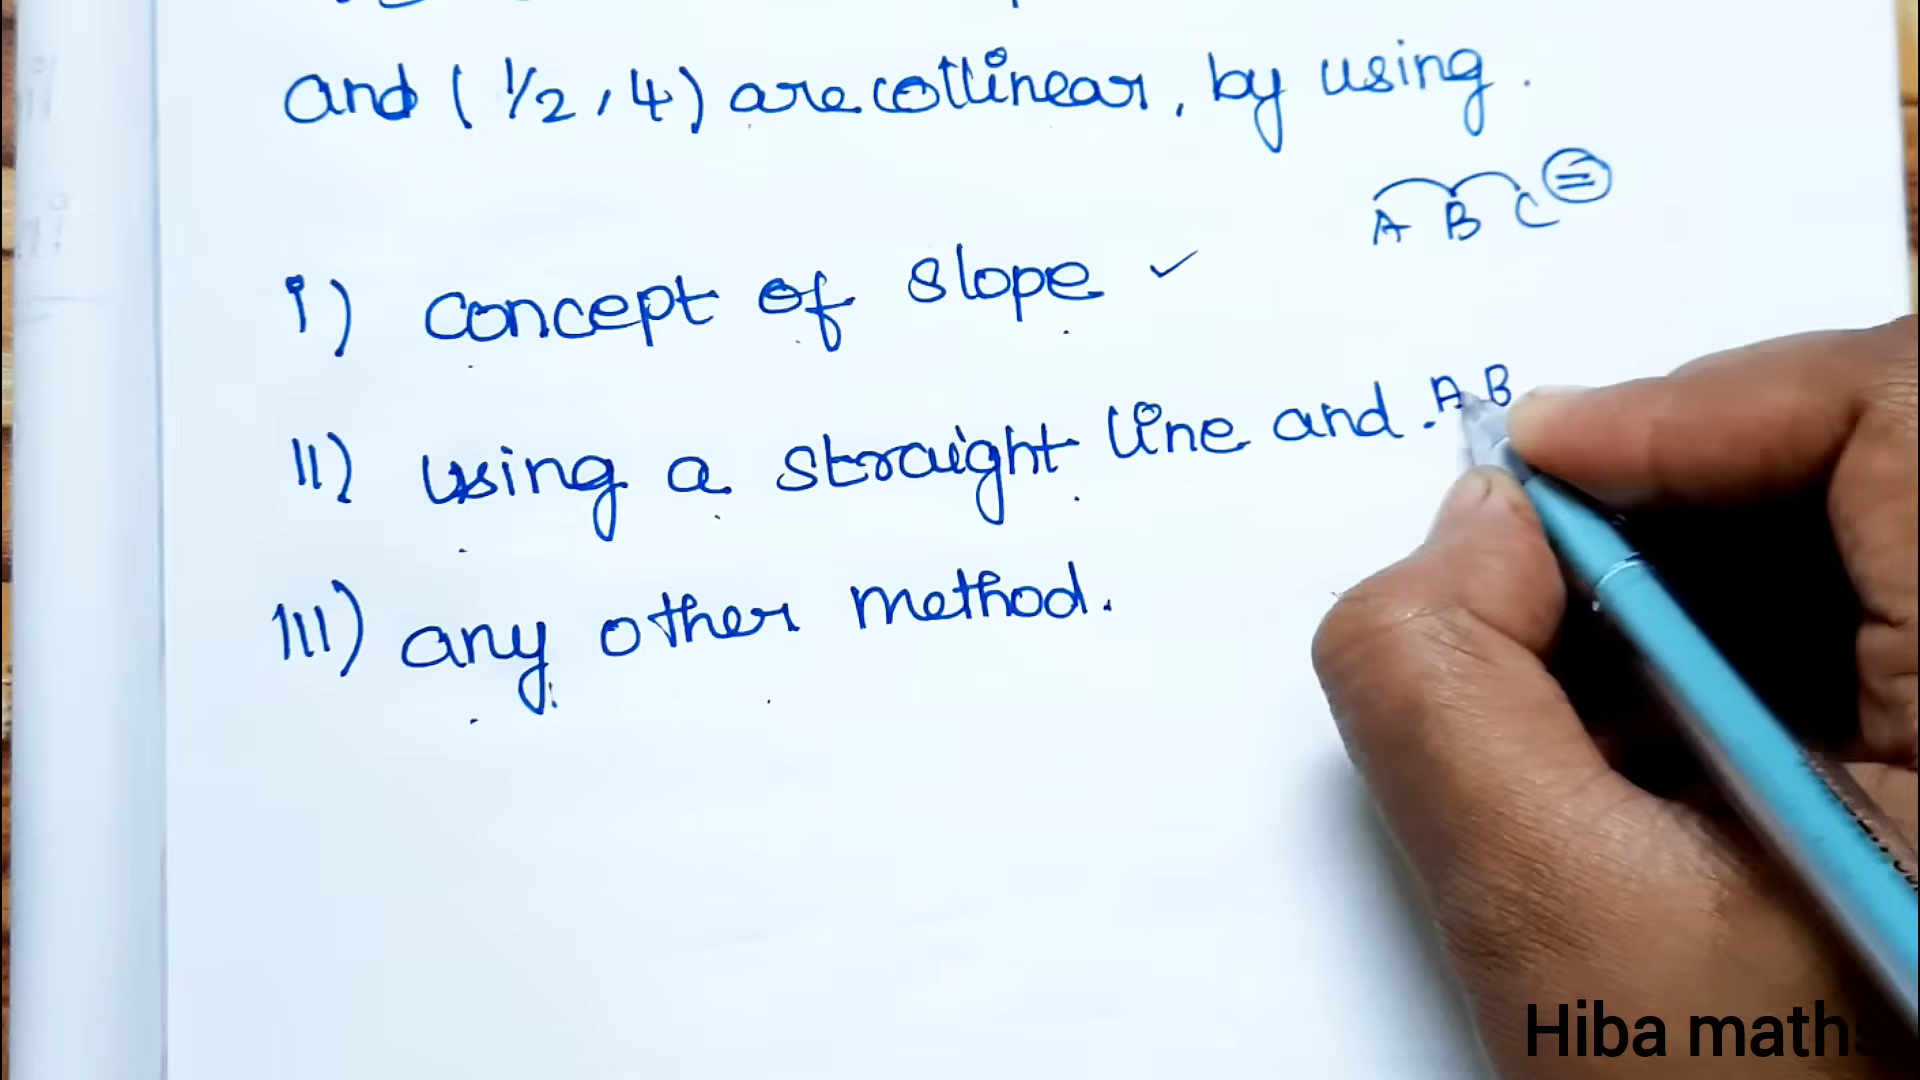 and (1/2, 4) are collinear, by using.
A B C =
i) concept of slope ✓
ii) using a straight line and. A B
iii) any other method.
Hiba maths